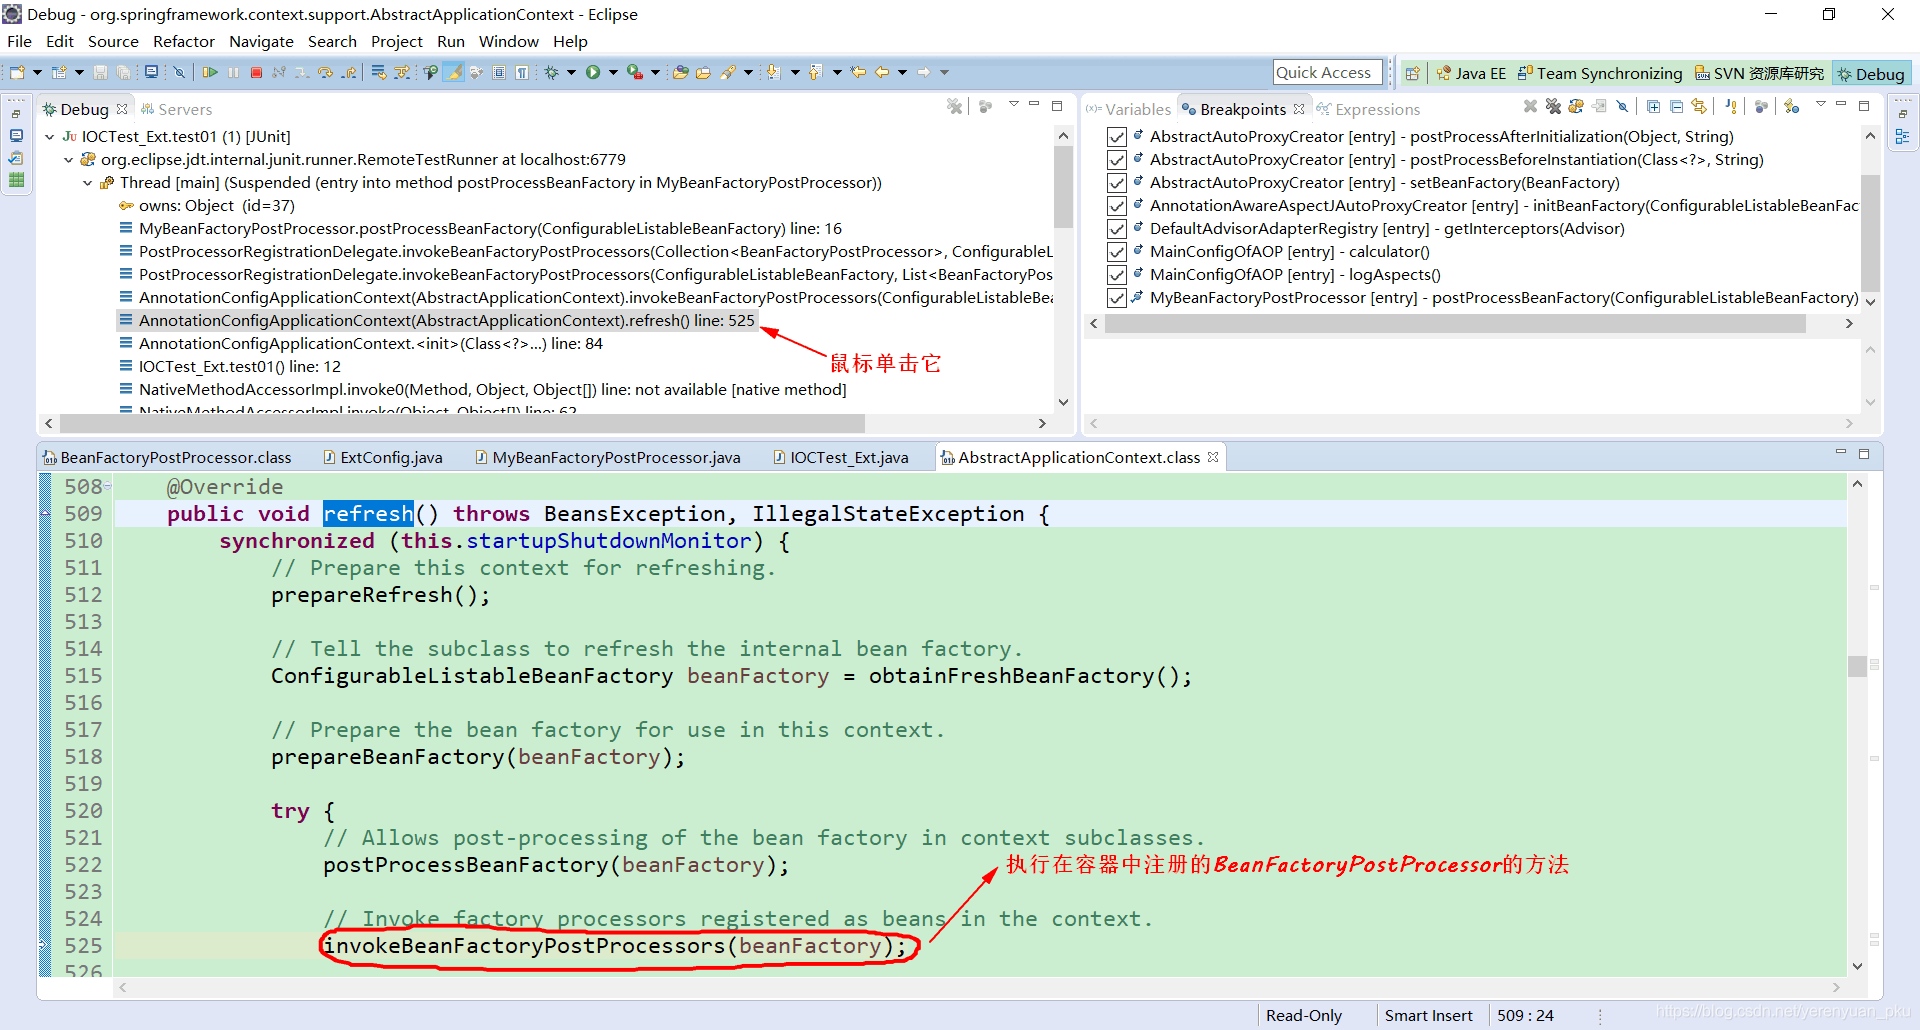 Debug - org.springframework.context.support.AbstractApplicationContext - Eclipse
File Edit Source Refactor Navigate Search Project Run Window Help
Quick Access
Java EE
Team Synchronizing
SVN 资源库研究
Debug
Debug
Servers
IOCTest_Ext.test01 (1) [JUnit]
org.eclipse.jdt.internal.junit.runner.RemoteTestRunner at localhost:6779
Thread [main] (Suspended (entry into method postProcessBeanFactory in MyBeanFactoryPostProcessor))
owns: Object (id=37)
MyBeanFactoryPostProcessor.postProcessBeanFactory(ConfigurableListableBeanFactory) line: 16
PostProcessorRegistrationDelegate.invokeBeanFactoryPostProcessors(Collection<BeanFactoryPostProcessor>, ConfigurableL
PostProcessorRegistrationDelegate.invokeBeanFactoryPostProcessors(ConfigurableListableBeanFactory, List<BeanFactoryPos
AnnotationConfigApplicationContext(AbstractApplicationContext).invokeBeanFactoryPostProcessors(ConfigurableListableBea
AnnotationConfigApplicationContext(AbstractApplicationContext).refresh() line: 525
AnnotationConfigApplicationContext.<init>(Class<?>...) line: 84
IOCTest_Ext.test01() line: 12
NativeMethodAccessorImpl.invoke0(Method, Object, Object[]) line: not available [native method]
NativeMethodAccessorImpl.invoke(Object, Object[]) line: 62
鼠标单击它
Variables
Breakpoints
Expressions
AbstractAutoProxyCreator [entry] - postProcessAfterInitialization(Object, String)
AbstractAutoProxyCreator [entry] - postProcessBeforeInstantiation(Class<?>, String)
AbstractAutoProxyCreator [entry] - setBeanFactory(BeanFactory)
AnnotationAwareAspectJAutoProxyCreator [entry] - initBeanFactory(ConfigurableListableBeanFac
DefaultAdvisorAdapterRegistry [entry] - getInterceptors(Advisor)
MainConfigOfAOP [entry] - calculator()
MainConfigOfAOP [entry] - logAspects()
MyBeanFactoryPostProcessor [entry] - postProcessBeanFactory(ConfigurableListableBeanFactory)
BeanFactoryPostProcessor.class
ExtConfig.java
MyBeanFactoryPostProcessor.java
IOCTest_Ext.java
AbstractApplicationContext.class
508 @Override
509 public void refresh() throws BeansException, IllegalStateException {
510 synchronized (this.startupShutdownMonitor) {
511 // Prepare this context for refreshing.
512 prepareRefresh();
513
514 // Tell the subclass to refresh the internal bean factory.
515 ConfigurableListableBeanFactory beanFactory = obtainFreshBeanFactory();
516
517 // Prepare the bean factory for use in this context.
518 prepareBeanFactory(beanFactory);
519
520 try {
521 // Allows post-processing of the bean factory in context subclasses.
522 postProcessBeanFactory(beanFactory);
执行在容器中注册的BeanFactoryPostProcessor的方法
523
524 // Invoke factory processors registered as beans in the context.
525 invokeBeanFactoryPostProcessors(beanFactory);
526
Read-Only
Smart Insert
509 : 24
https://blog.csdn.net/yerenyuan_pku